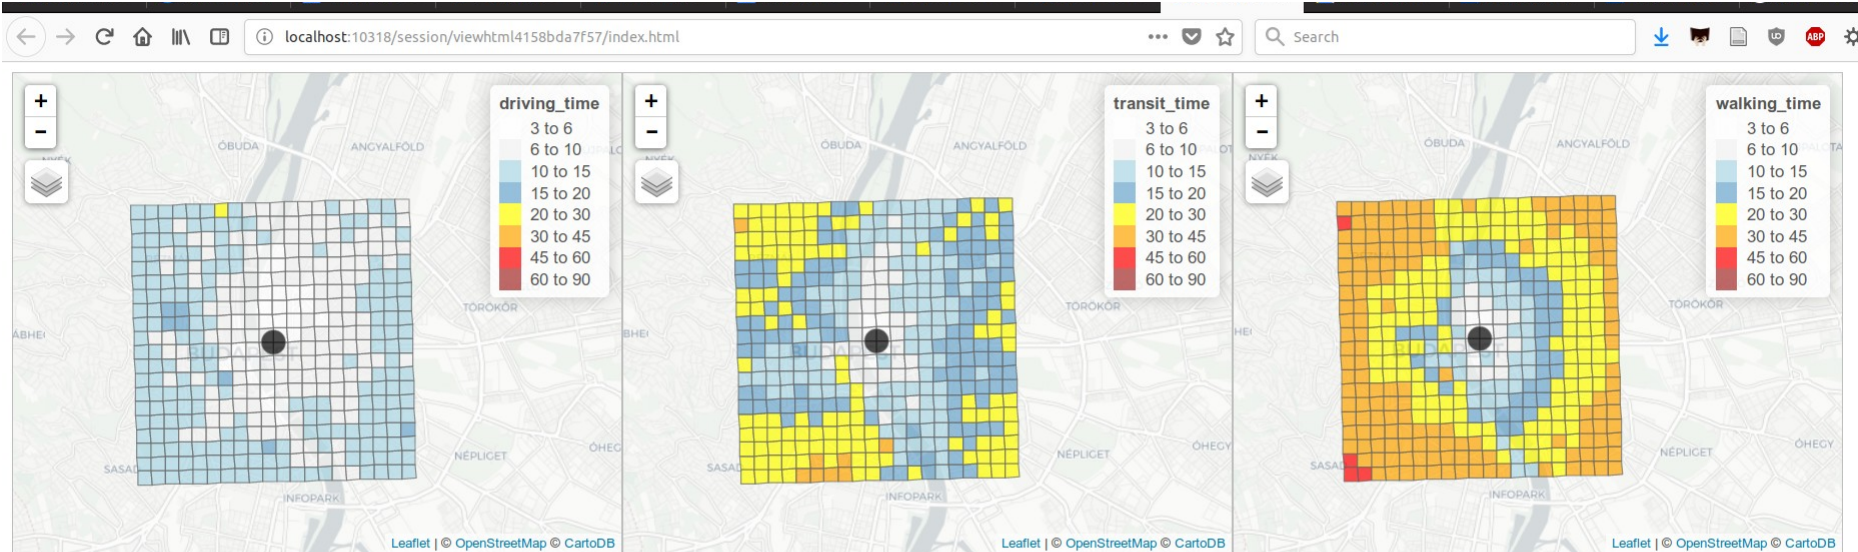 localhost:10318/session/viewhtml4158bda7f57/index.html
Search
ABP
+
−
driving_time
3 to 6
6 to 10
10 to 15
15 to 20
20 to 30
30 to 45
45 to 60
60 to 90
ÓBUDA
ANGYALFÖLD
TÖRÖKŐR
BUDAPEST
NÉPLIGET
INFOPARK
Leaflet | © OpenStreetMap © CartoDB
+
−
transit_time
3 to 6
6 to 10
10 to 15
15 to 20
20 to 30
30 to 45
45 to 60
60 to 90
ÓBUDA
ANGYALFÖLD
TÖRÖKŐR
BUDAPEST
NÉPLIGET
ÓHEGY
INFOPARK
Leaflet | © OpenStreetMap © CartoDB
+
−
walking_time
3 to 6
6 to 10
10 to 15
15 to 20
20 to 30
30 to 45
45 to 60
60 to 90
ÓBUDA
ANGYALFÖLD
TÖRÖKŐR
BUDAPEST
NÉPLIGET
ÓHEGY
INFOPARK
Leaflet | © OpenStreetMap © CartoDB